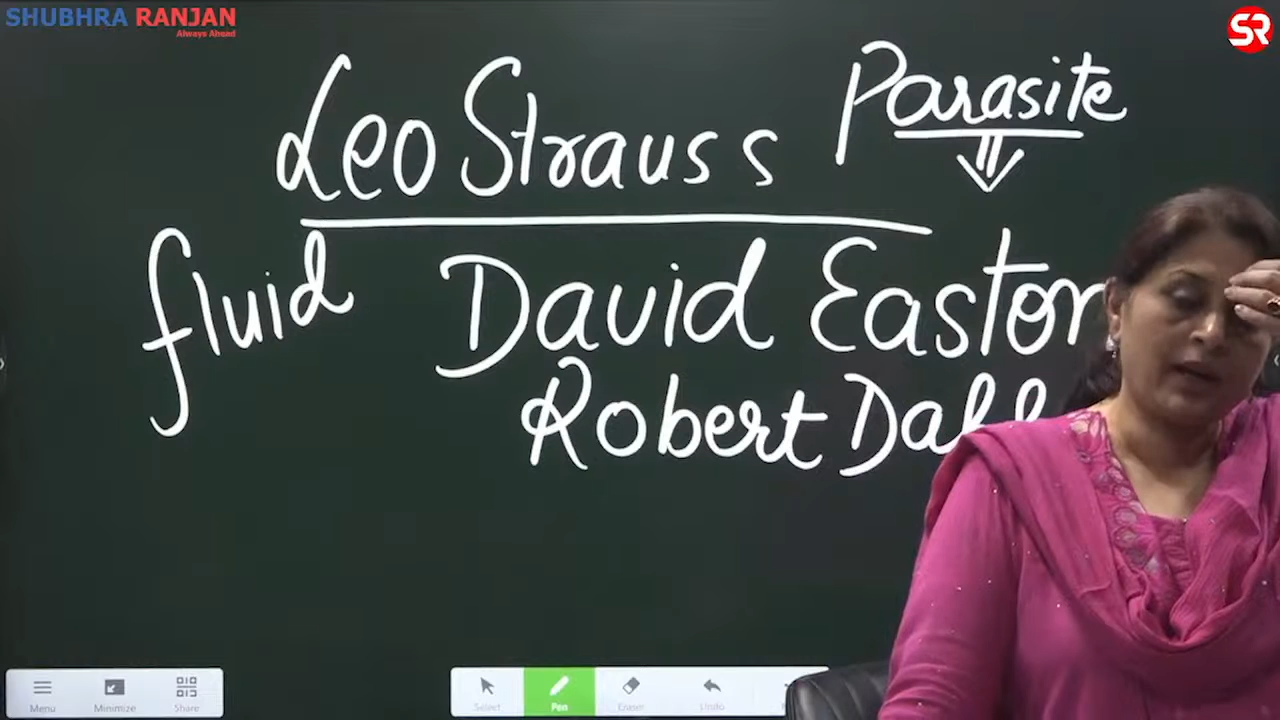 SHUBHRA RANJAN
Always Ahead
SR
Leo Strauss
Parasite
fluid
David Easton
Robert Dahl
Menu
Minimize
Share
Select
Pen
Eraser
Undo